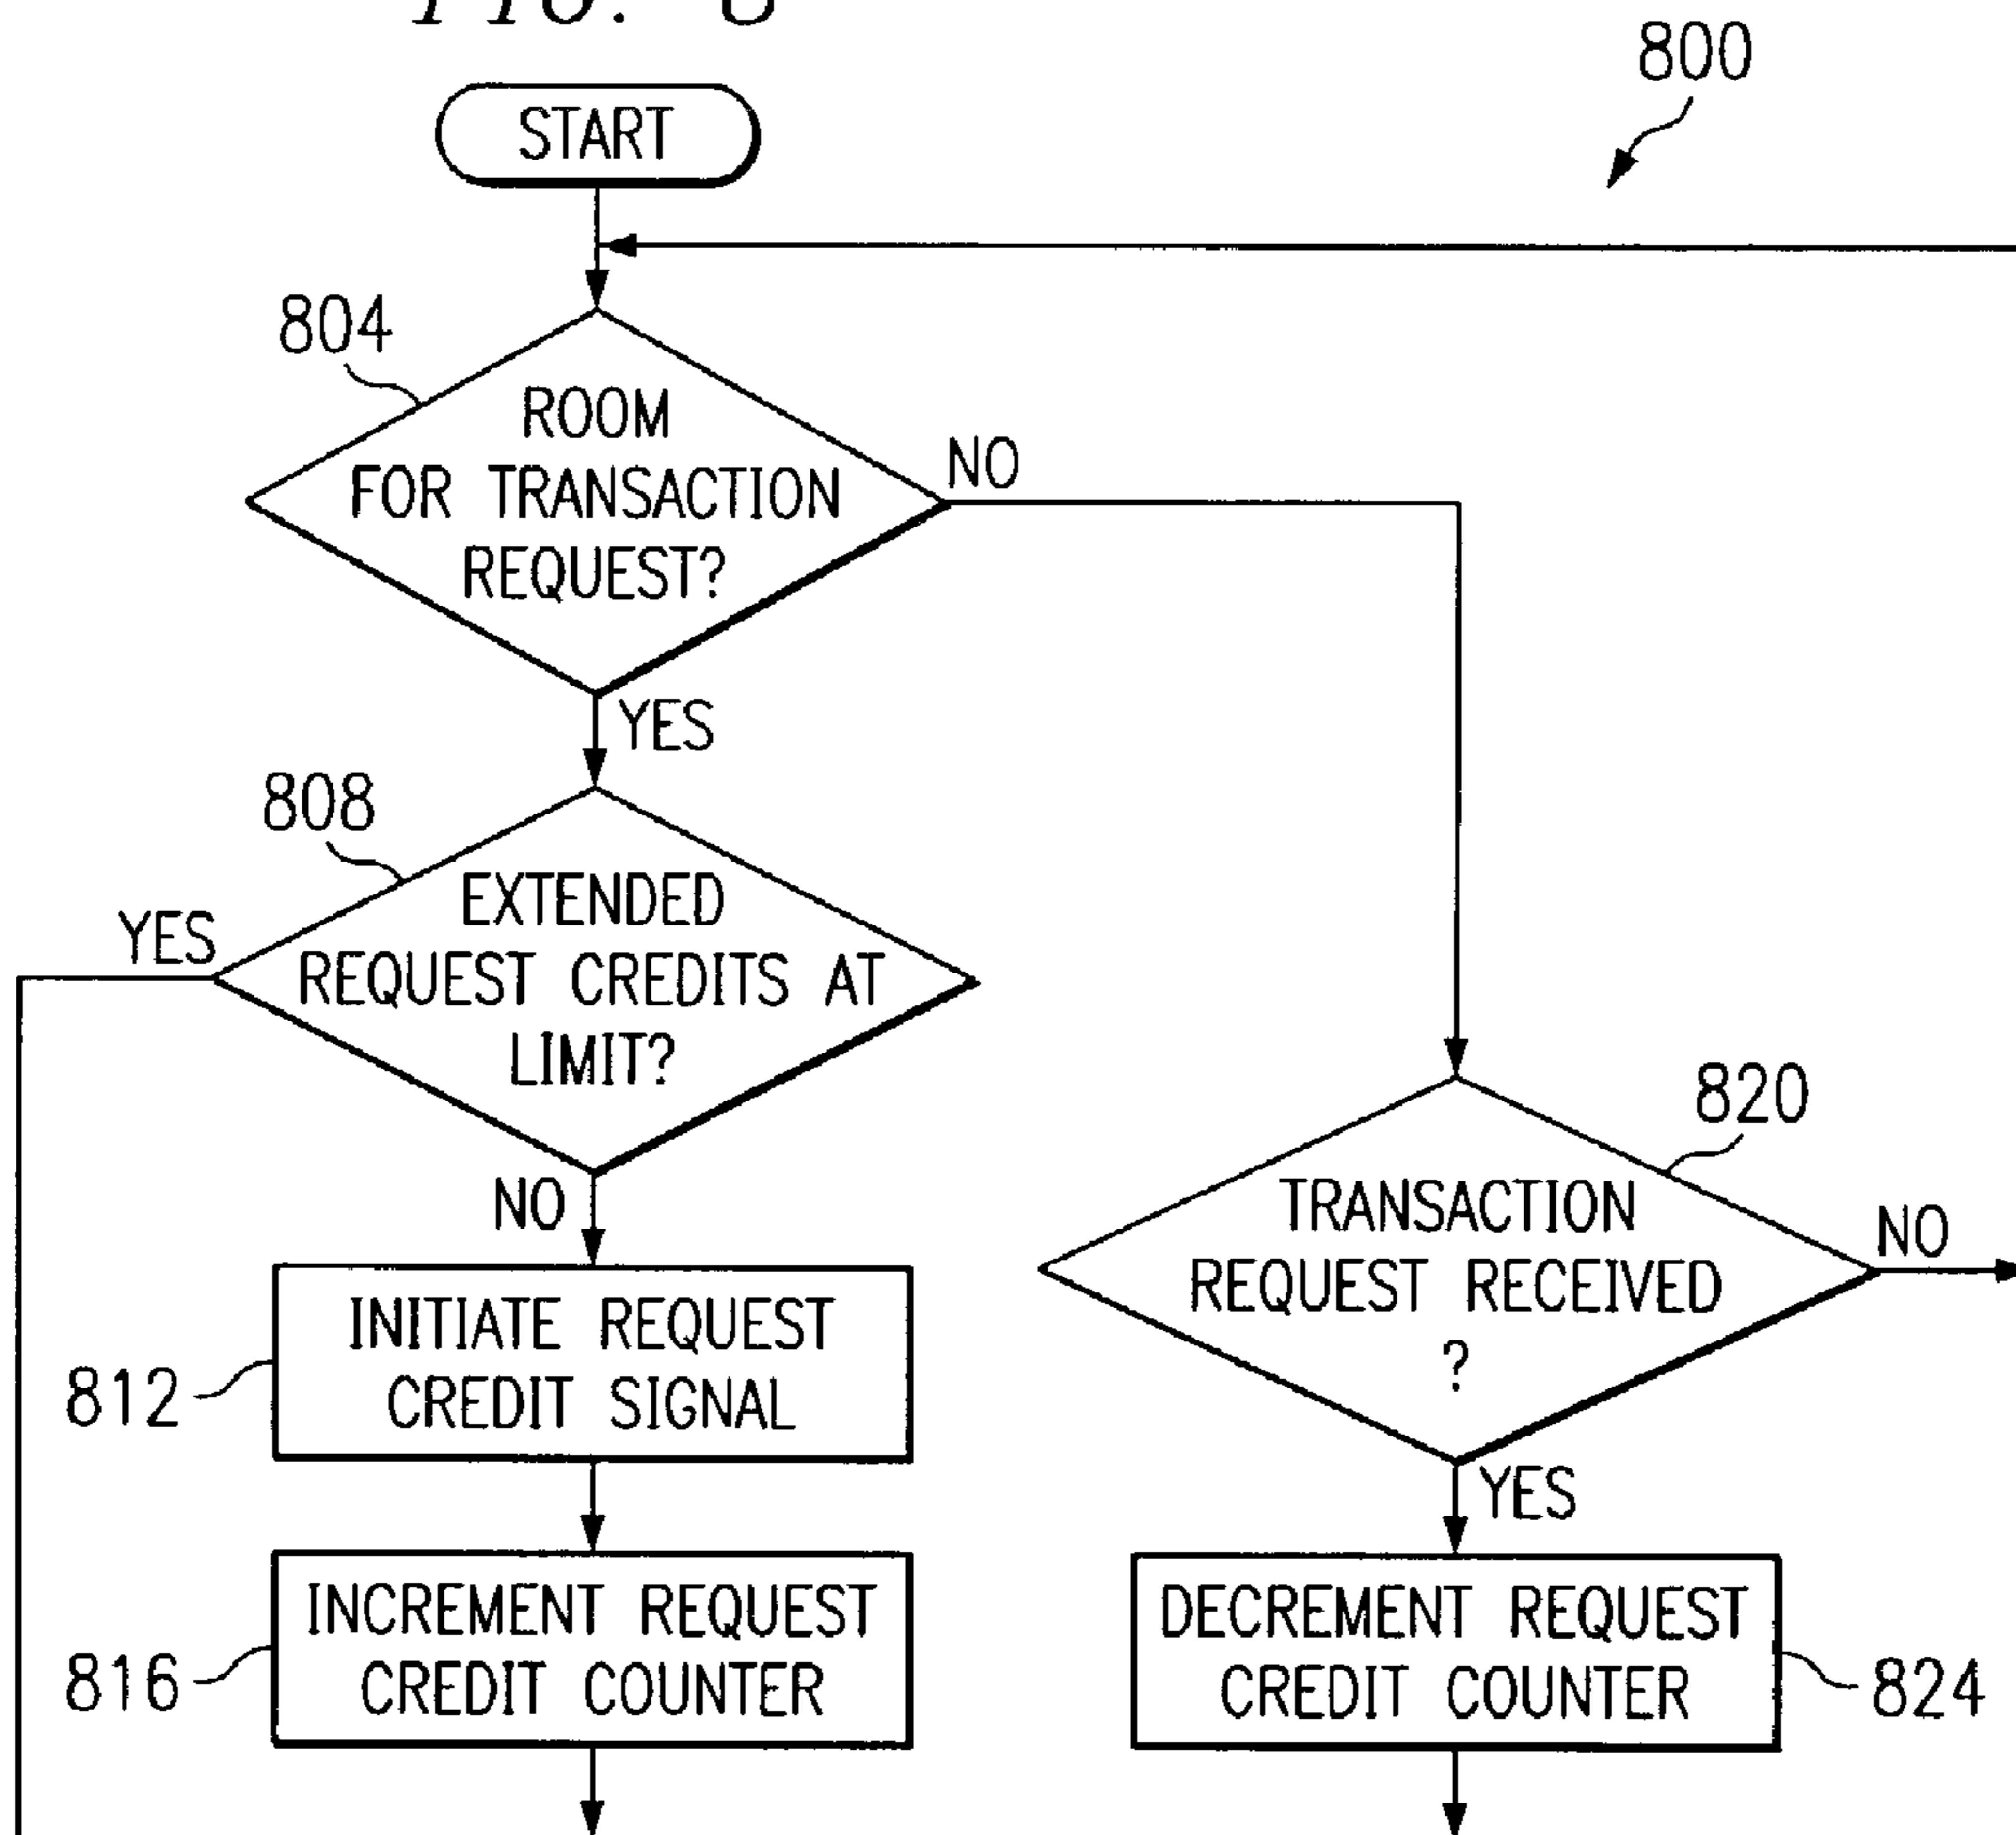 800
START
804
ROOM
FOR TRANSACTION
REQUEST?
NO
YES
808
EXTENDED
REQUEST CREDITS AT
LIMIT?
YES
NO
820
TRANSACTION
REQUEST RECEIVED
?
NO
YES
INITIATE REQUEST
CREDIT SIGNAL
812
INCREMENT REQUEST
CREDIT COUNTER
816
DECREMENT REQUEST
CREDIT COUNTER
824